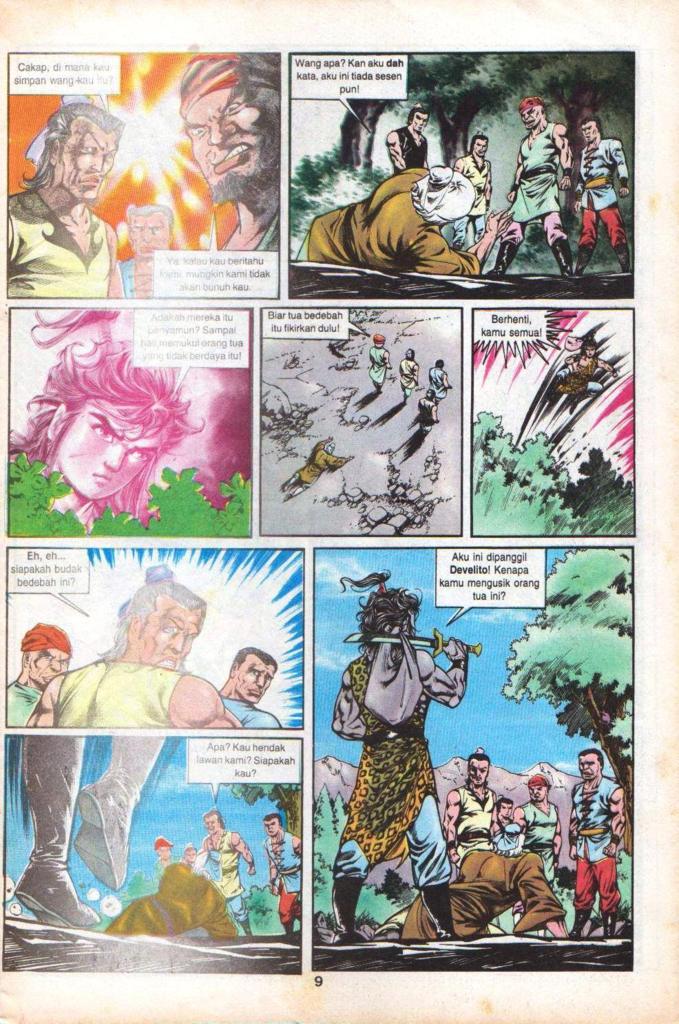 Cakap, di mana kau
simpan wang-kau itu?
Ya, kalau kau beritahu
kami, mungkin kami tidak
akan bunuh kau.
Wang apa? Kan aku dah
kata, aku ini tiada sesen
pun!
Adakah mereka itu
penyamun? Sampai
hati memukul orang tua
yang tidak berdaya itu!
Biar tua bedebah
itu fikirkan dulu!
Berhenti,
kamu semua!
Eh, eh...
siapakah budak
bedebah ini?
Apa? Kau hendak
lawan kami? Siapakah
kau?
Aku ini dipanggil
Develito! Kenapa
kamu mengusik orang
tua ini?
9